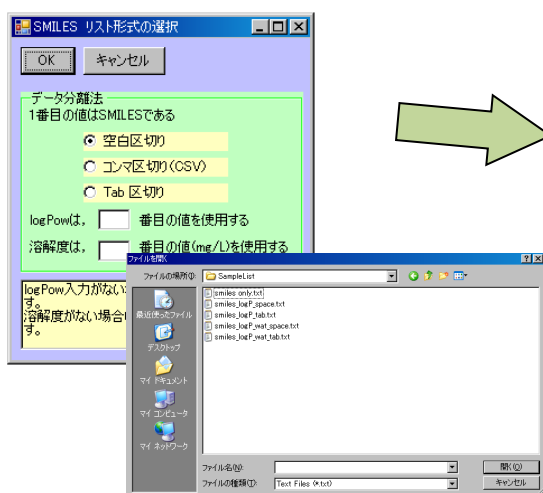 SMILES リスト形式の選択
OK キャンセル
データ分離法
1番目の値はSMILESである
空白区切り
コンマ区切り(CSV)
Tab 区切り
logPowは、 番目の値を使用する
溶解度は、 番目の値(mg/L)を使用する
logPow入力がない
す。
溶解度がない場合
す。
ファイルを開く
ファイルの場所(I): SampleList
smiles only.txt
smiles_logP_space.txt
smiles_logP_tab.txt
smiles_logP_wat_space.txt
smiles_logP_wat_tab.txt
最近使ったファイル
デスクトップ
マイ ドキュメント
マイ コンピュータ
マイ ネットワーク
ファイル名(N): 開く(O)
ファイルの種類(T): Text Files (*.txt) キャンセル